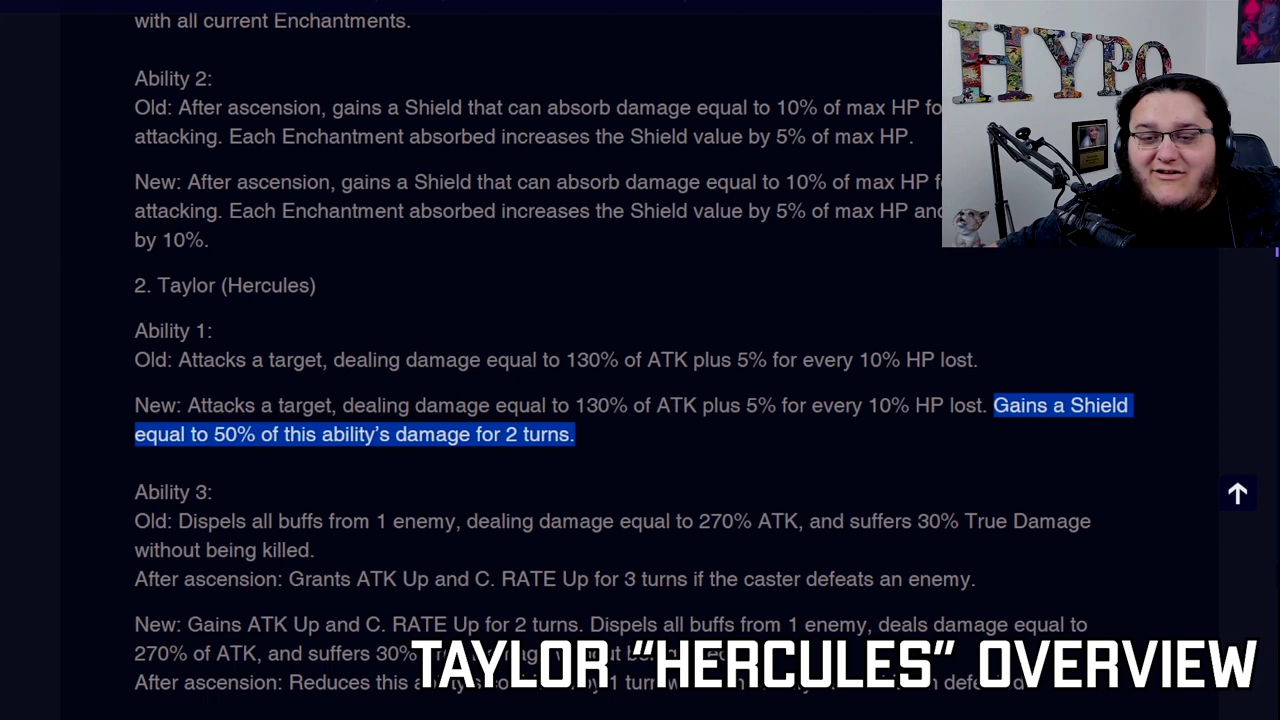 with all current Enchantments.
HYPO
Ability 2:
Old: After ascension, gains a Shield that can absorb damage equal to 10% of max HP
attacking. Each Enchantment absorbed increases the Shield value by 5% of max HP.
New: After ascension, gains a Shield that can absorb damage equal to 10% of max HP
attacking. Each Enchantment absorbed increases the Shield value by 5% of max HP and
by 10%.
2. Taylor (Hercules)
Ability 1:
Old: Attacks a target, dealing damage equal to 130% of ATK plus 5% for every 10% HP lost.
New: Attacks a target, dealing damage equal to 130% of ATK plus 5% for every 10% HP lost. Gains a Shield
equal to 50% of this ability's damage for 2 turns.
Ability 3:
Old: Dispels all buffs from 1 enemy, dealing damage equal to 270% ATK, and suffers 30% True Damage
without being killed.
After ascension: Grants ATK Up and C. RATE Up for 3 turns if the caster defeats an enemy.
New: Gains ATK Up and C. RATE Up for 2 turns. Dispels all buffs from 1 enemy, deals damage equal to
270% of ATK, and suffers 30%
After ascension: Reduces this
TAYLOR "HERCULES" OVERVIEW